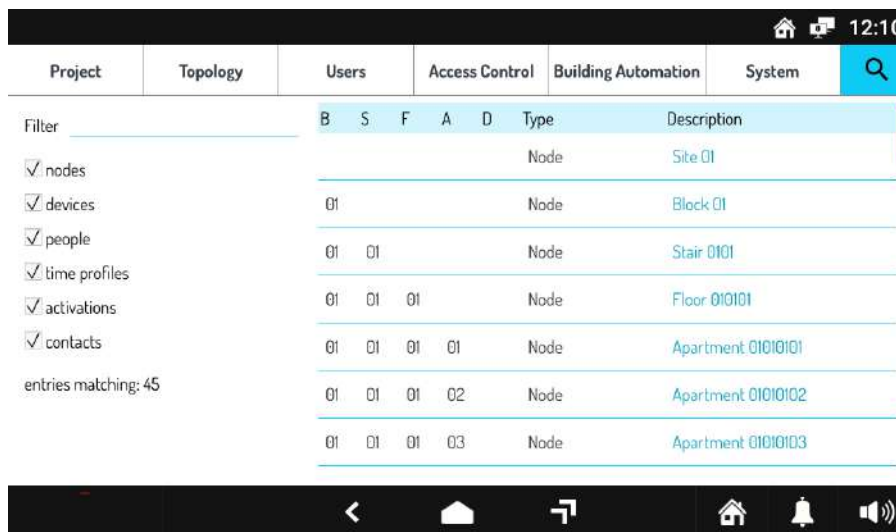 12:10
Project Topology Users Access Control Building Automation System
Filter
✓ nodes
✓ devices
✓ people
✓ time profiles
✓ activations
✓ contacts
entries matching: 45
B S F A D Type Description
Node Site 01
01 Node Block 01
01 01 Node Stair 0101
01 01 01 Node Floor 010101
01 01 01 01 Node Apartment 01010101
01 01 01 02 Node Apartment 01010102
01 01 01 03 Node Apartment 01010103